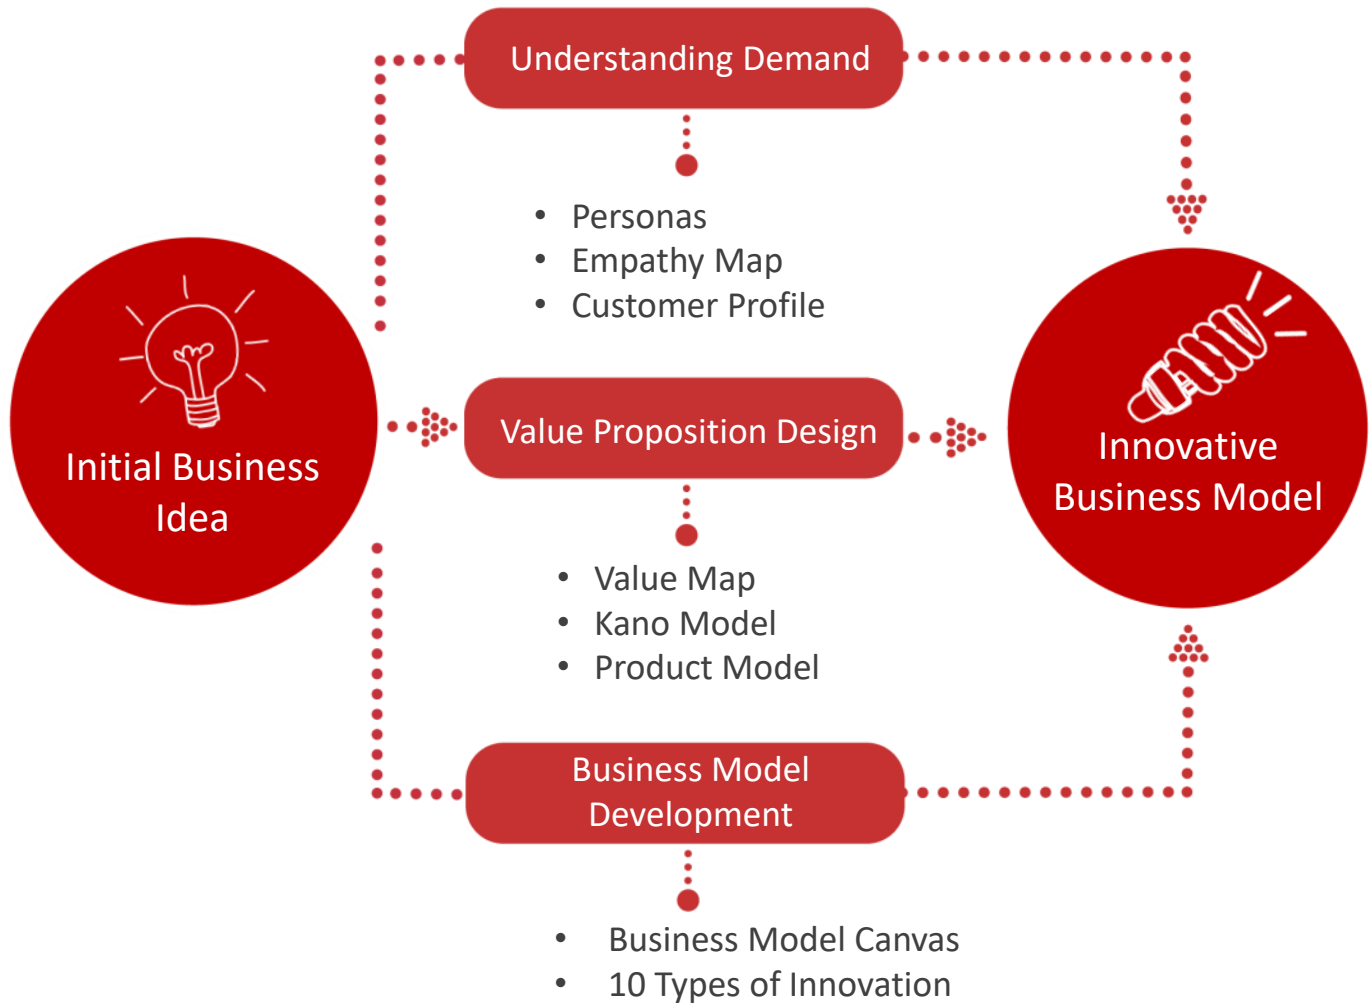 Understanding Demand
• Personas
• Empathy Map
• Customer Profile
Initial Business
Idea
Value Proposition Design
Innovative
Business Model
• Value Map
• Kano Model
• Product Model
Business Model
Development
• Business Model Canvas
• 10 Types of Innovation